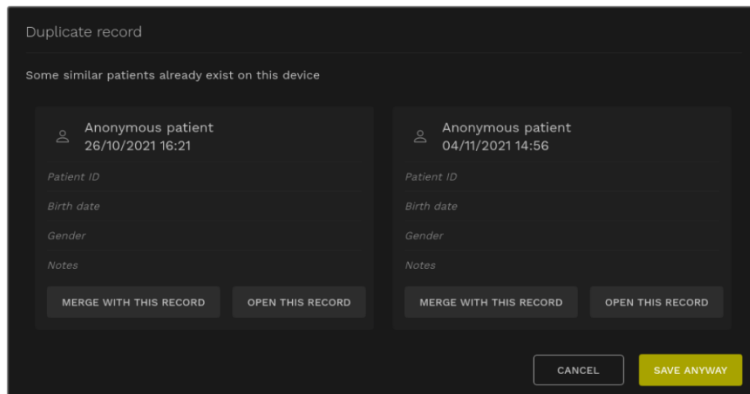 Duplicate record
Some similar patients already exist on this device
Anonymous patient
26/10/2021 16:21
Patient ID
Birth date
Gender
Notes
MERGE WITH THIS RECORD
OPEN THIS RECORD
Anonymous patient
04/11/2021 14:56
Patient ID
Birth date
Gender
Notes
MERGE WITH THIS RECORD
OPEN THIS RECORD
CANCEL
SAVE ANYWAY